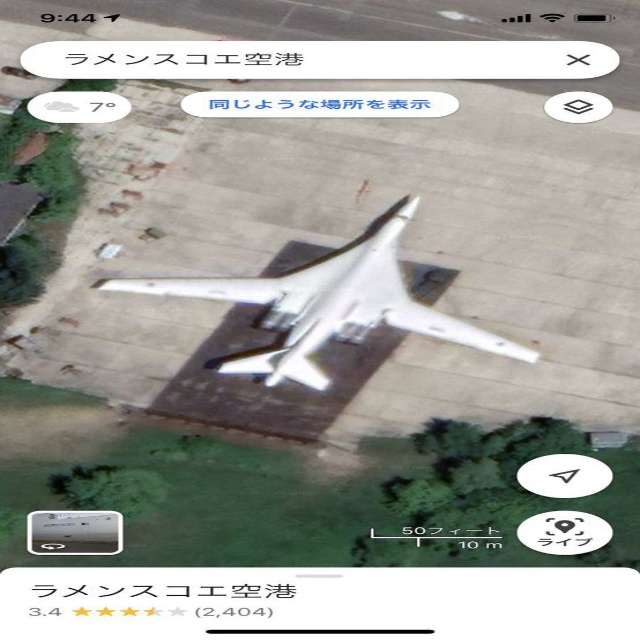 9:44
ラメンスコエ空港
7°
同じような場所を表示
50フィート
10 m
ライブ
ラメンスコエ空港
3.4 (2,404)